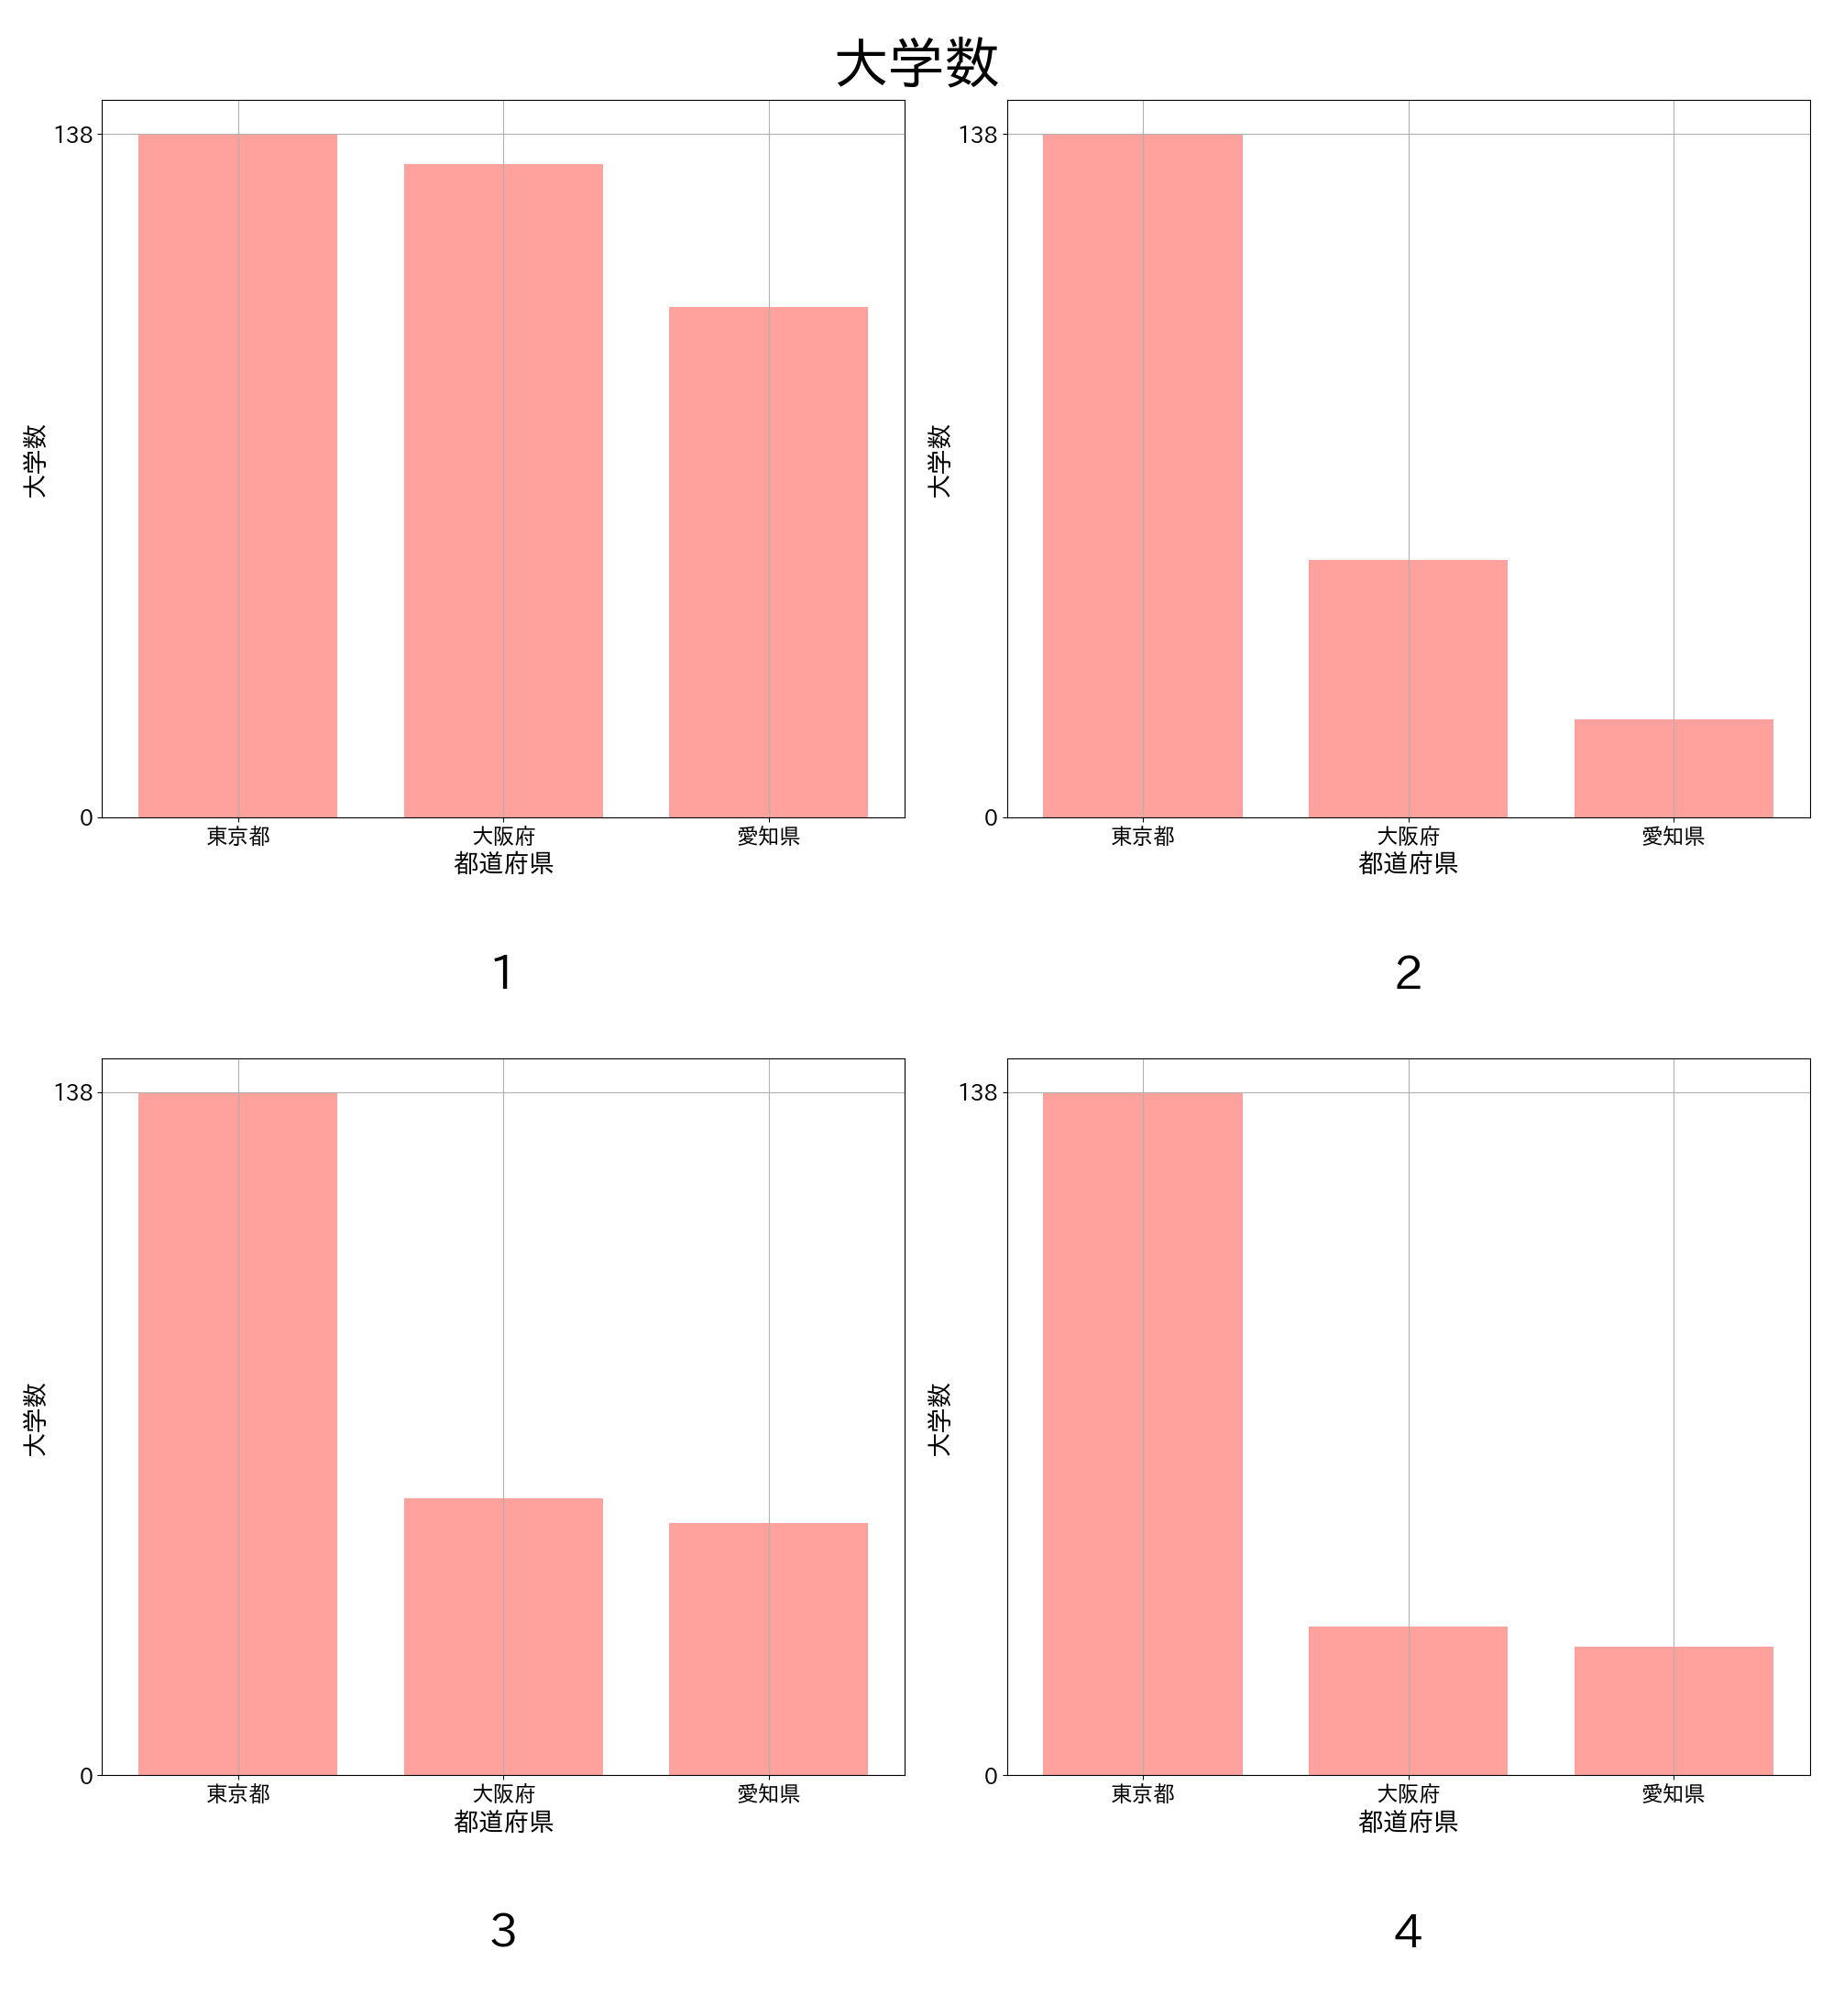 大学数
138
0
大学数
東京都 大阪府 愛知県
都道府県
1
138
0
大学数
東京都 大阪府 愛知県
都道府県
2
138
0
大学数
東京都 大阪府 愛知県
都道府県
3
138
0
大学数
東京都 大阪府 愛知県
都道府県
4